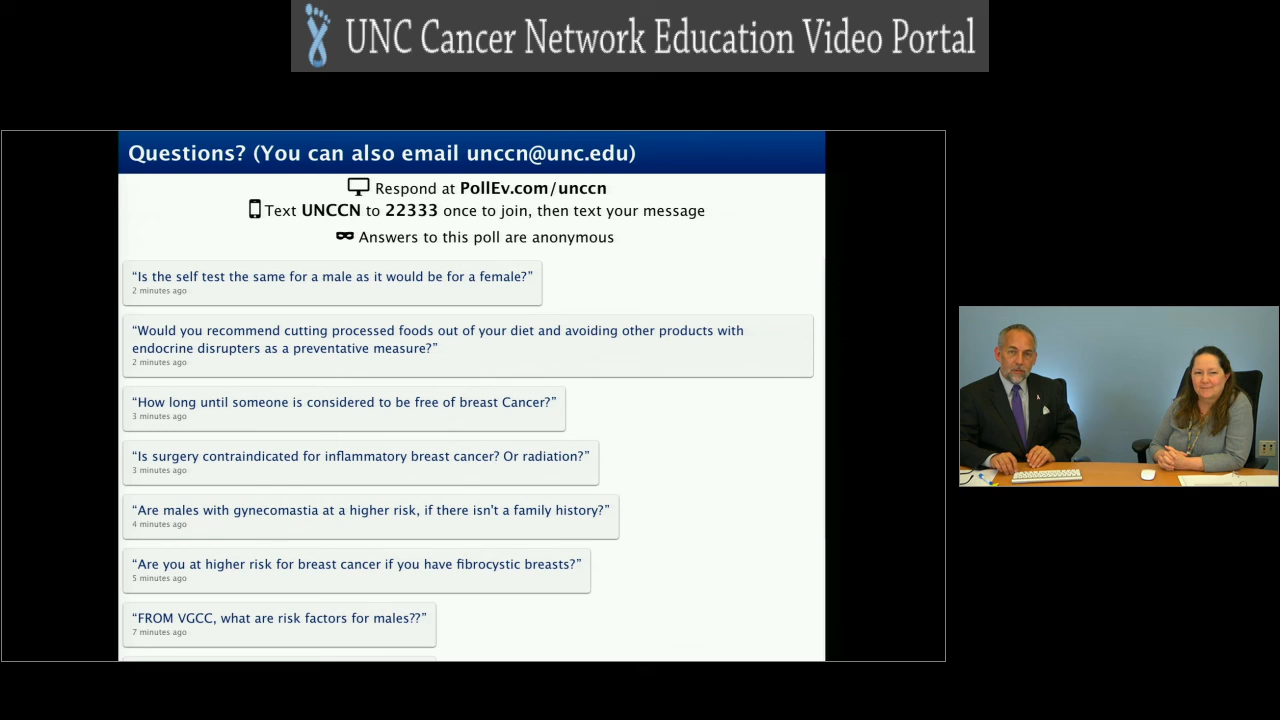 UNC Cancer Network Education Video Portal
Questions? (You can also email unccn@unc.edu)
Respond at PollEv.com/unccn
Text UNCCN to 22333 once to join, then text your message
Answers to this poll are anonymous
“Is the self test the same for a male as it would be for a female?”
2 minutes ago
“Would you recommend cutting processed foods out of your diet and avoiding other products with
endocrine disrupters as a preventative measure?”
2 minutes ago
“How long until someone is considered to be free of breast Cancer?”
3 minutes ago
“Is surgery contraindicated for inflammatory breast cancer? Or radiation?”
3 minutes ago
“Are males with gynecomastia at a higher risk, if there isn't a family history?”
4 minutes ago
“Are you at higher risk for breast cancer if you have fibrocystic breasts?”
5 minutes ago
“FROM VGCC, what are risk factors for males??”
7 minutes ago